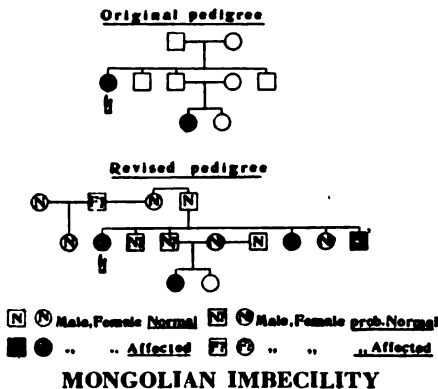 Original pedigree
Revised pedigree
N F? N N
N N N N N
N N Male, Female Normal N N Male, Female prob. Normal
„ „ Affected F? F? „ „ „ Affected
MONGOLIAN IMBECILITY